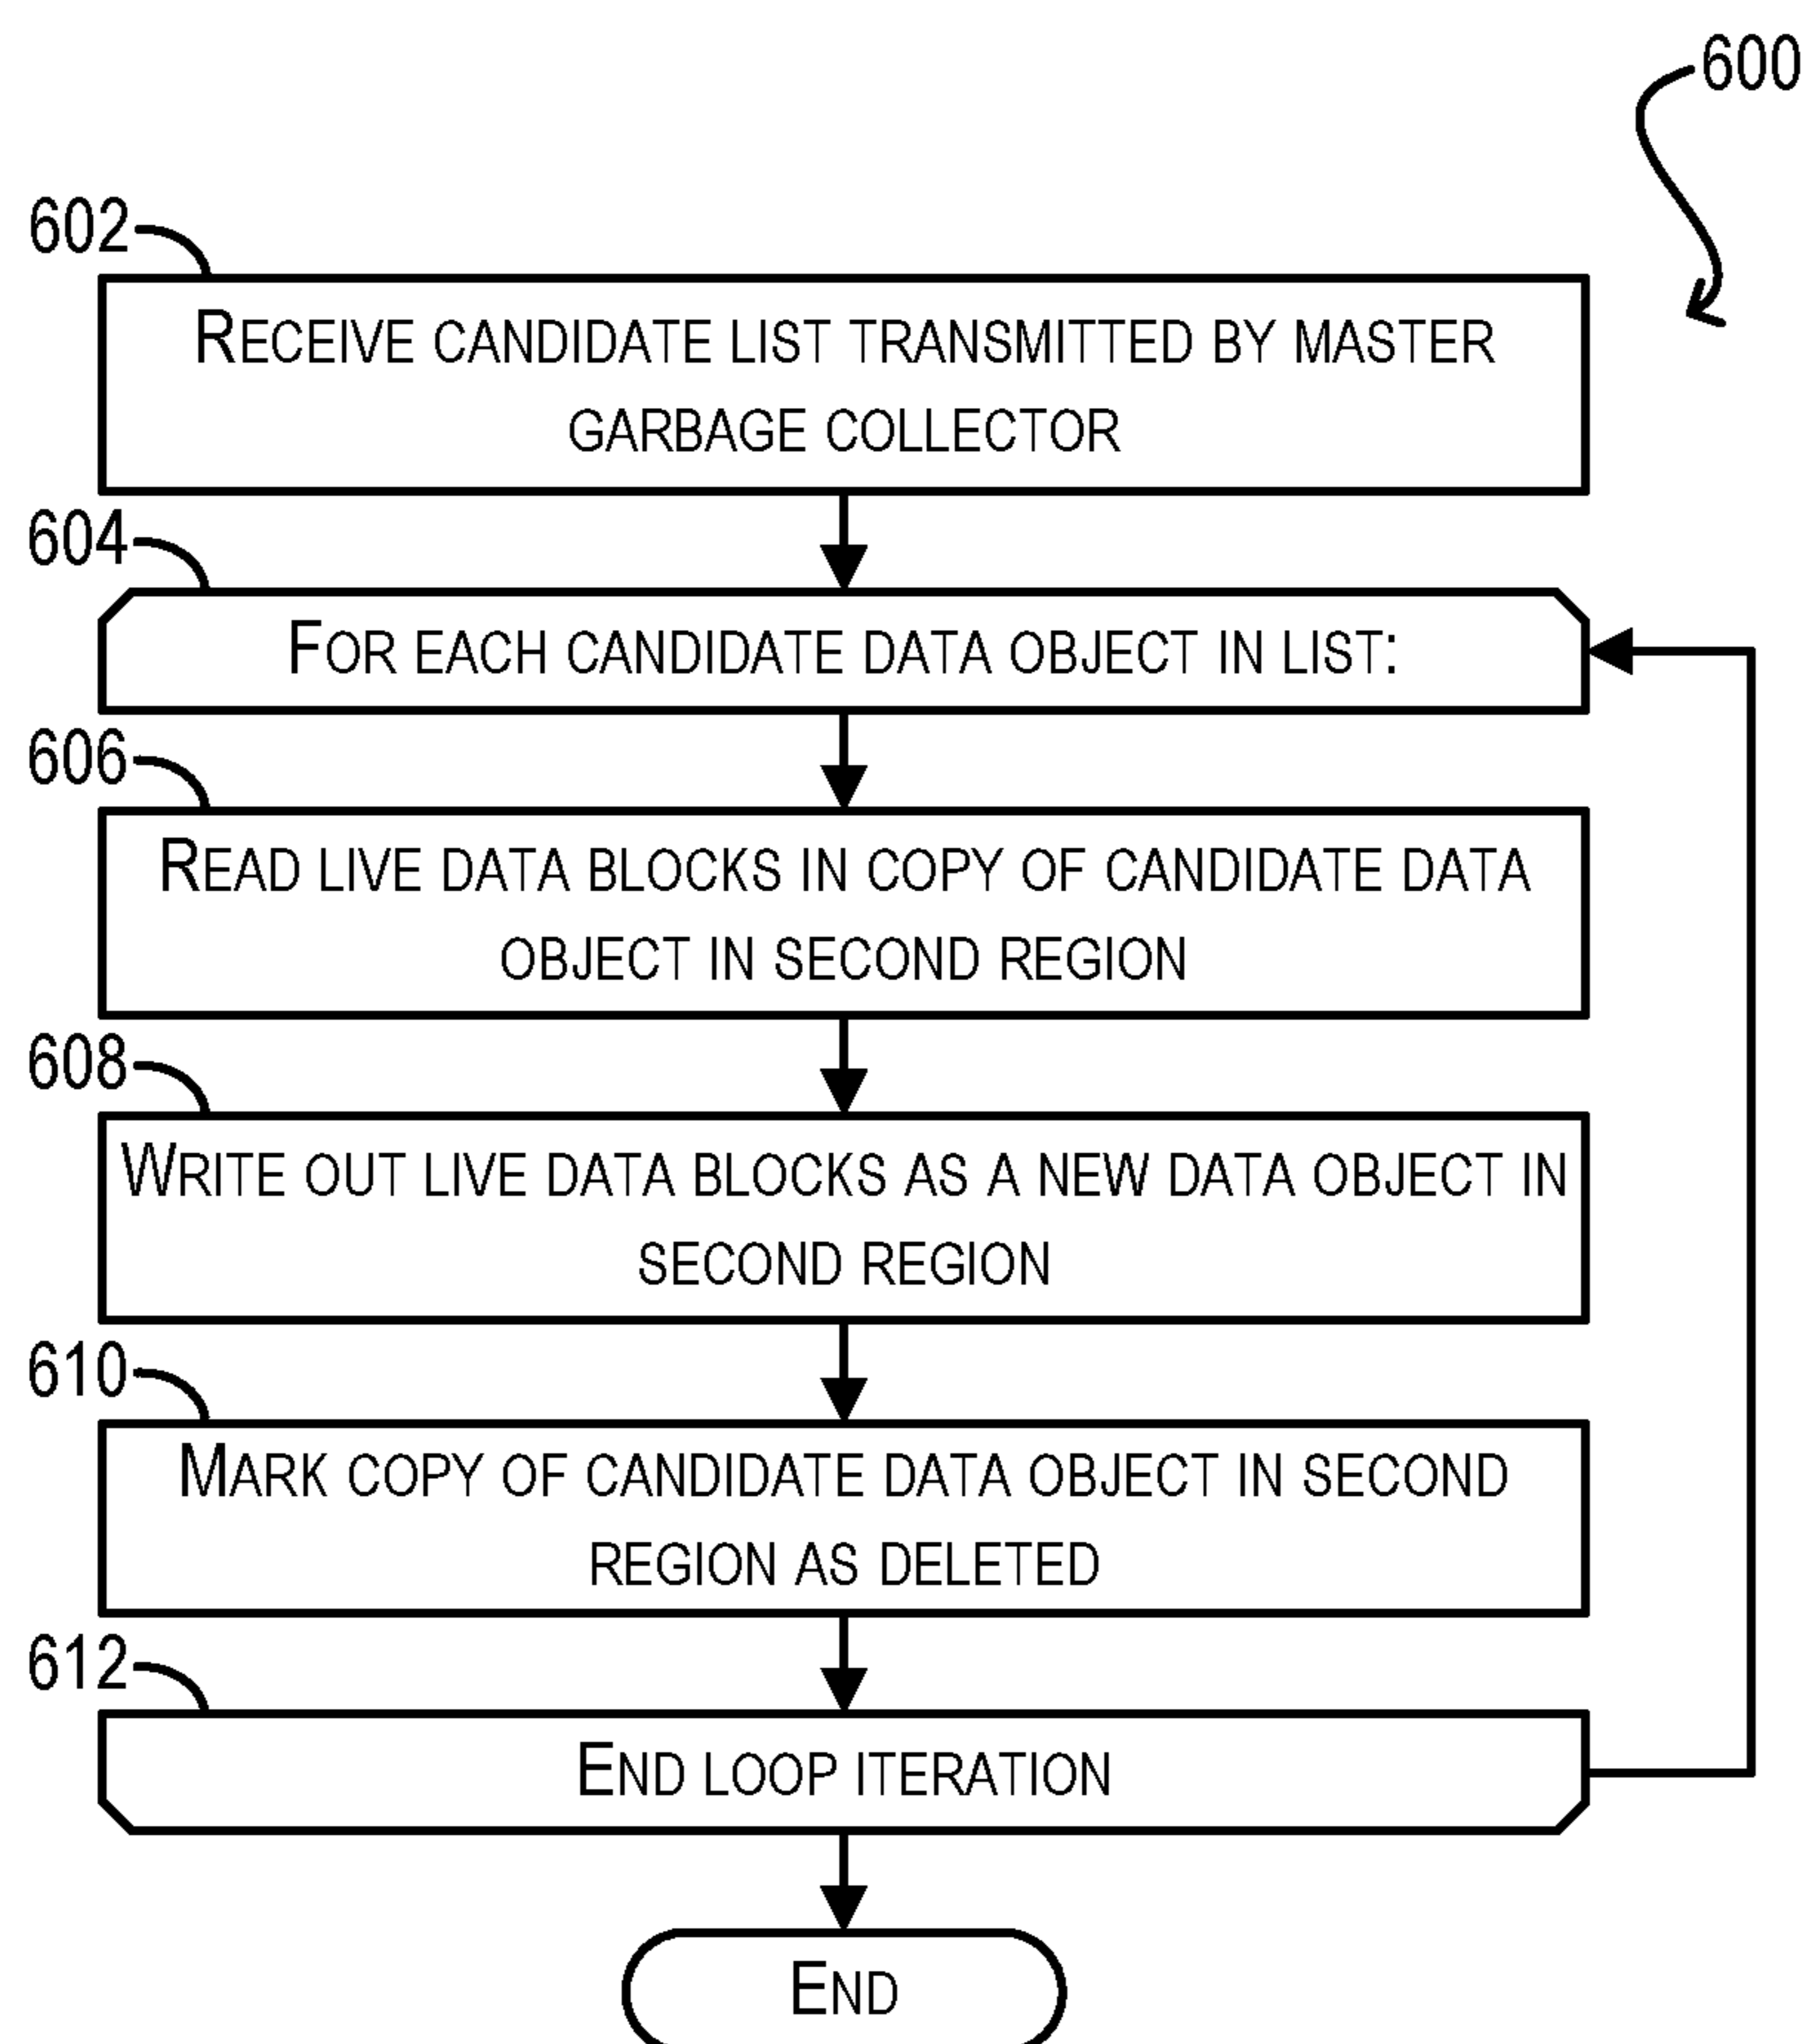 600
602
Receive candidate list transmitted by master
garbage collector
604
For each candidate data object in list:
606
Read live data blocks in copy of candidate data
object in second region
608
Write out live data blocks as a new data object in
second region
610
Mark copy of candidate data object in second
region as deleted
612
End loop iteration
End